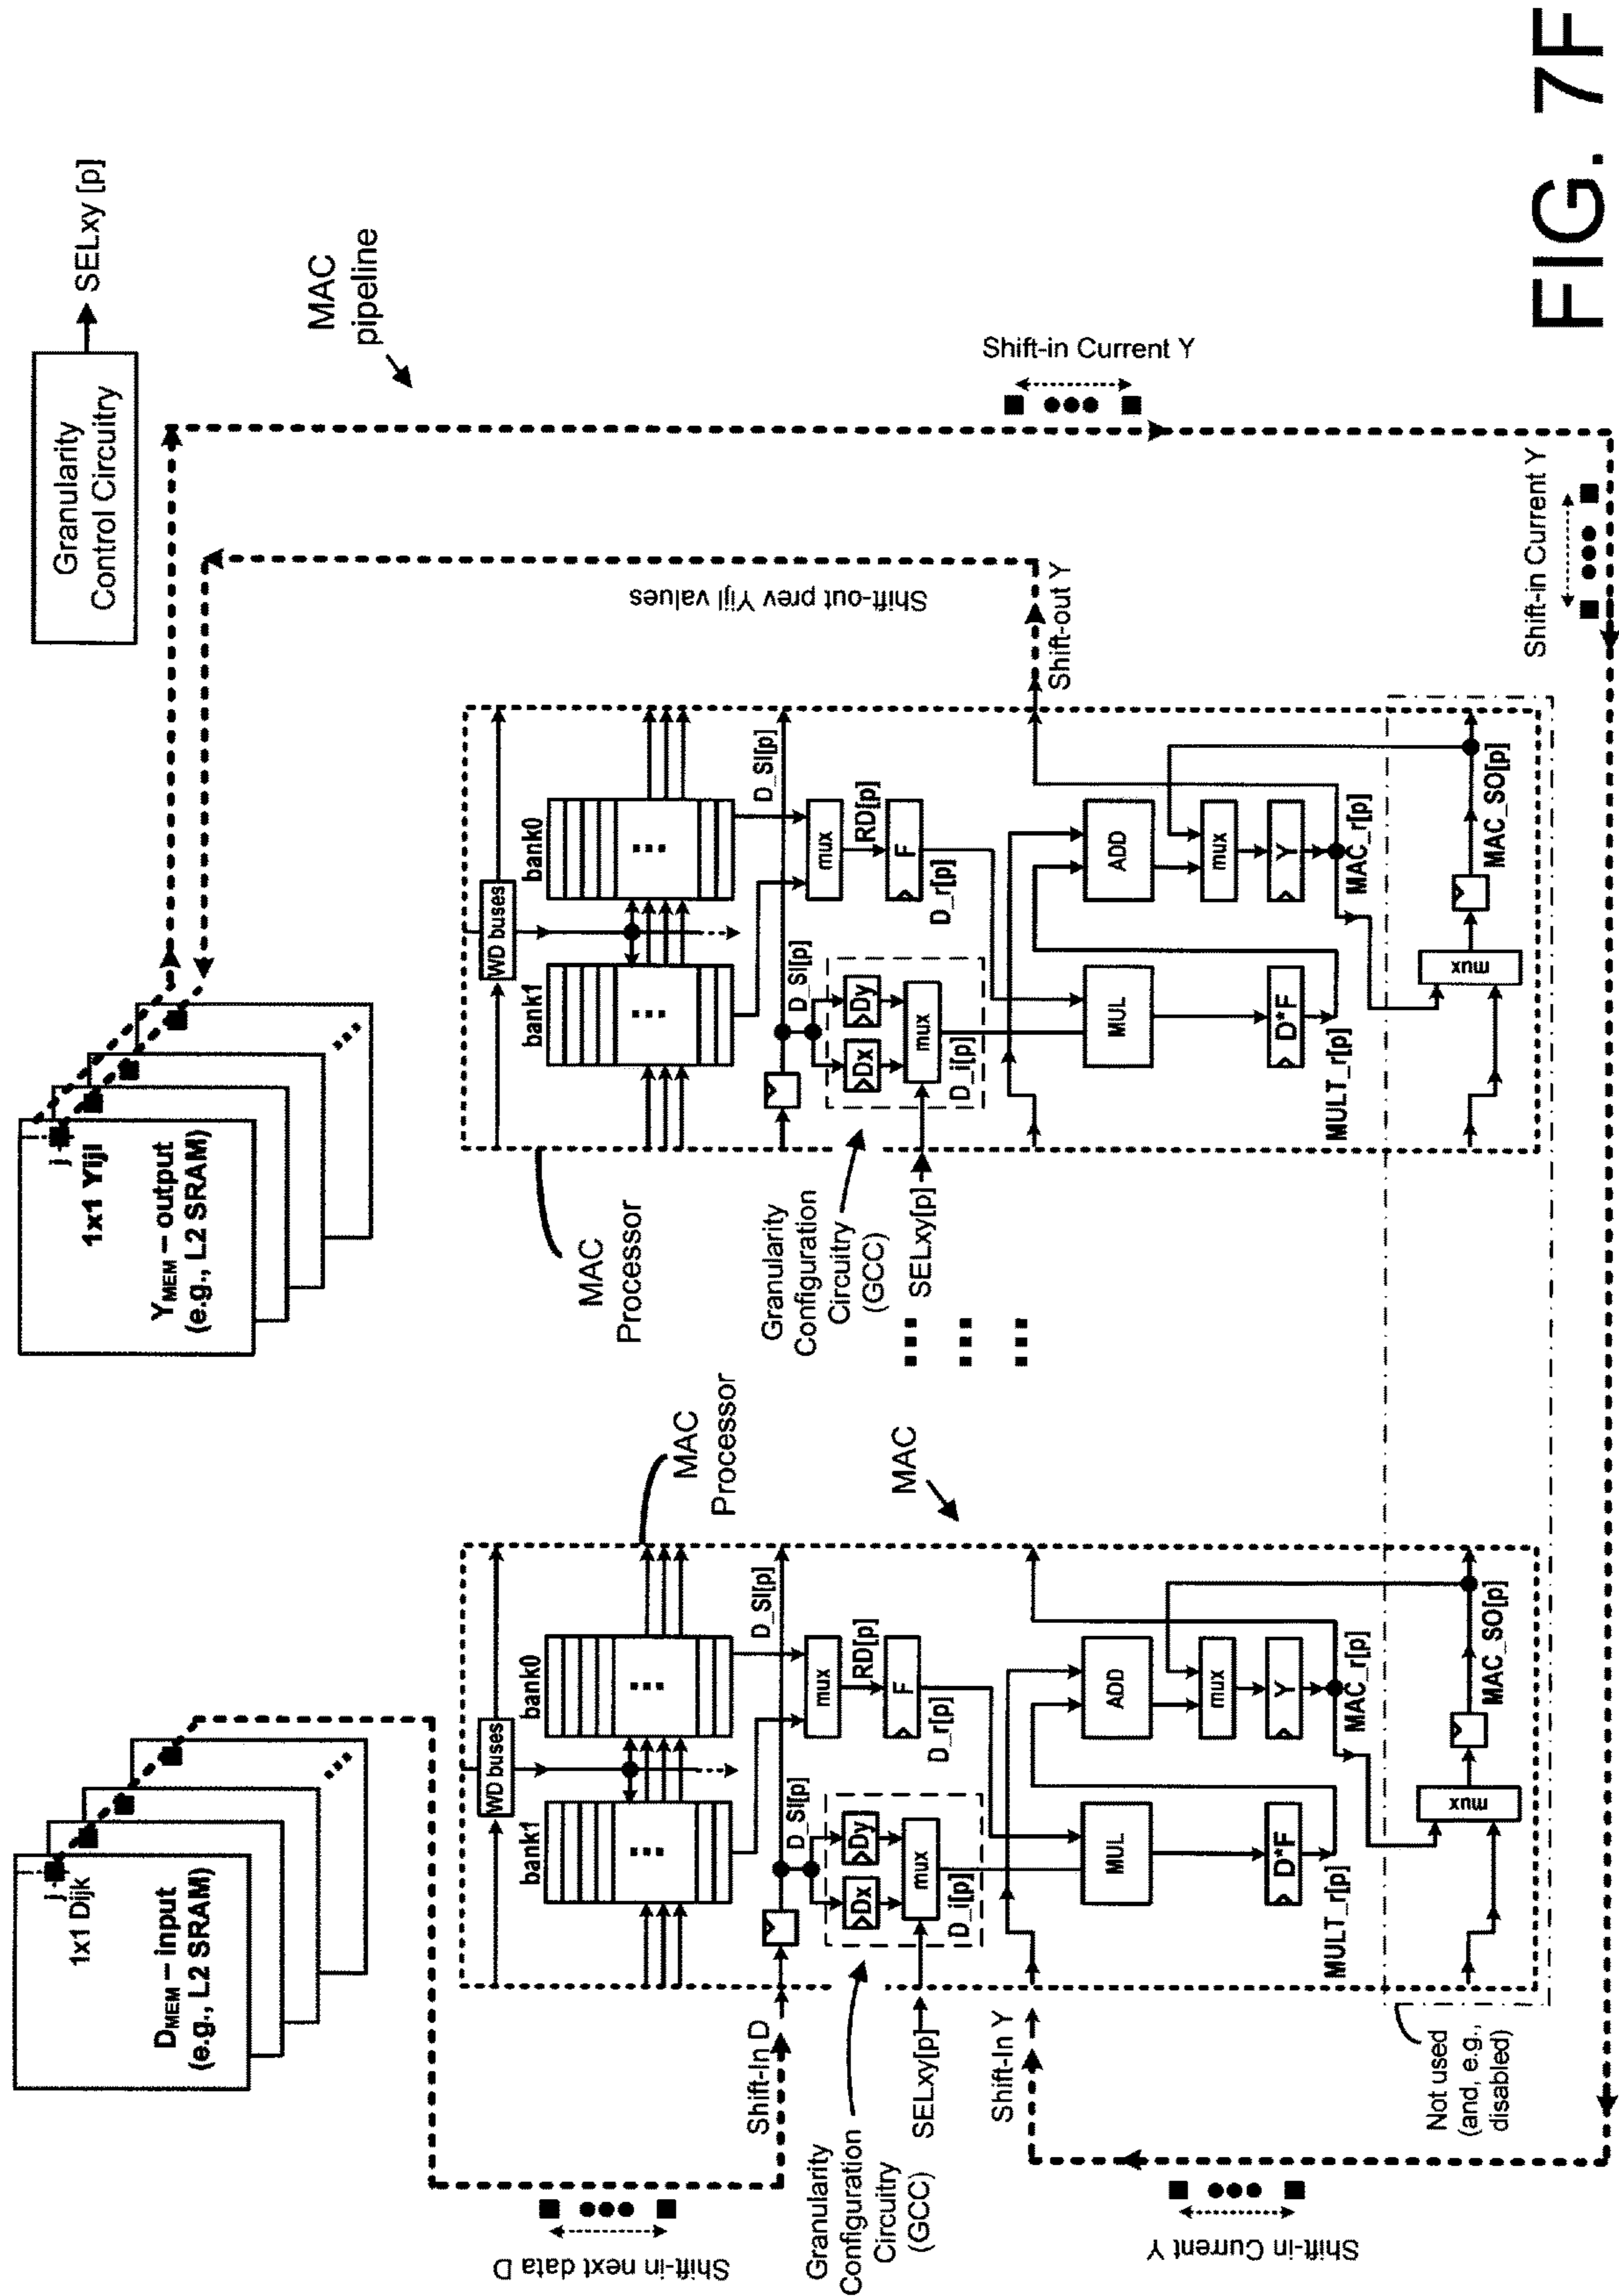 DMEM – input
(e.g., L2 SRAM)
1x1 Dijk
j
YMEM – output
(e.g., L2 SRAM)
1x1 Yijl
j
Granularity
Control Circuitry
SELxy [p]
MAC
pipeline
Shift-in next data D
Shift-In D
Granularity
Configuration
Circuitry
(GCC)
SELxy[p]
Shift-In Y
Shift-in Current Y
Not used
(and, e.g.,
disabled)
WD buses
bank1
bank0
D_SI[p]
D_SI[p]
Dx
Dy
mux
D_i[p]
mux
RD[p]
F
D_r[p]
MUL
ADD
D*F
MULT_r[p]
mux
Y
MAC_r[p]
mux
MAC_SO[p]
MAC
Processor
MAC
MAC
Processor
Granularity
Configuration
Circuitry
(GCC)
SELxy[p]
WD buses
bank1
bank0
D_SI[p]
D_SI[p]
Dx
Dy
mux
D_i[p]
mux
RD[p]
F
D_r[p]
MUL
ADD
D*F
MULT_r[p]
mux
Y
MAC_r[p]
mux
MAC_SO[p]
Shift-out Y
Shift-out prev Yijl values
Shift-in Current Y
Shift-in Current Y
FIG. 7F